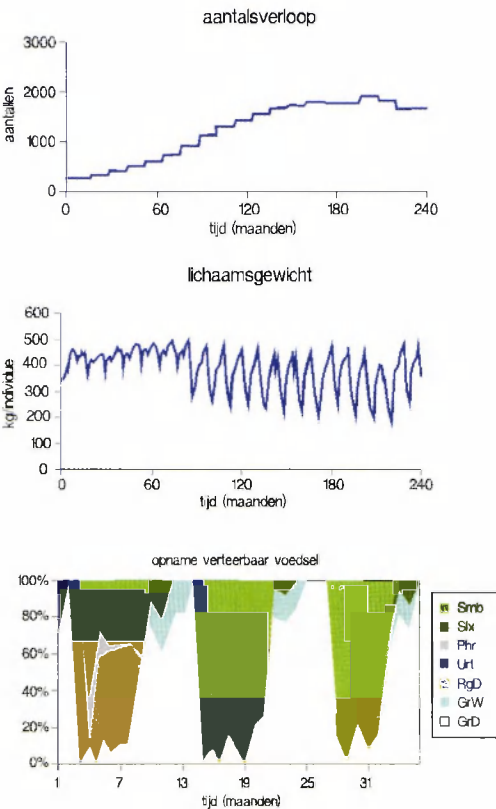 aantalsverloop
3000
2000
1000
0
aantallen
0 60 120 180 240
tijd (maanden)
lichaamsgewicht
600
500
400
300
200
100
0
kg/individue
0 60 120 180 240
tijd (maanden)
opname verteerbaar voedsel
100%
80%
60%
40%
20%
0%
1 7 13 19 25 31
tijd (maanden)
Smb
Slx
Phr
Urt
RgD
GrW
GrD